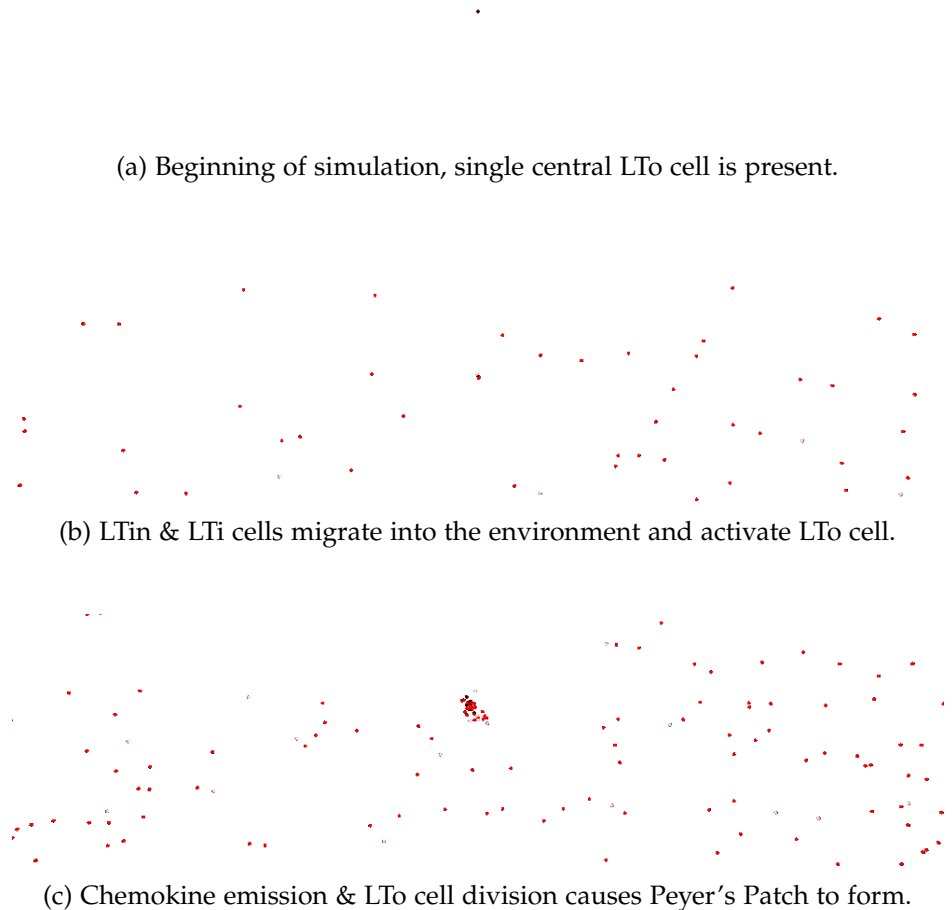 (a) Beginning of simulation, single central LTo cell is present.
(b) LTin & LTi cells migrate into the environment and activate LTo cell.
(c) Chemokine emission & LTo cell division causes Peyer's Patch to form.